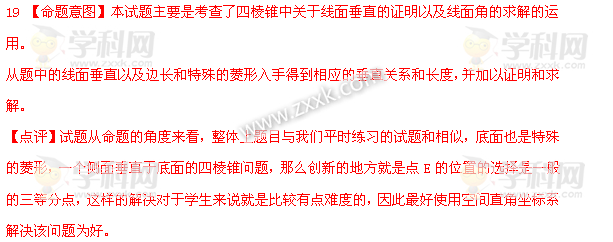 19 【命题意图】本试题主要是考查了四棱锥中关于线面垂直的证明以及线面角的求解的运
用。
从题中的线面垂直以及边长和特殊的菱形入手得到相应的垂直关系和长度，并加以证明和求
解。
【点评】试题从命题的角度来看，整体上题目与我们平时练习的试题和相似，底面也是特殊
的菱形，一个侧面垂直于底面的四棱锥问题，那么创新的地方就是点 E 的位置的选择是一般
的三等分点，这样的解决对于学生来说就是比较有点难度的，因此最好使用空间直角坐标系
解决该问题为好。
学科网
www.zxxk.com